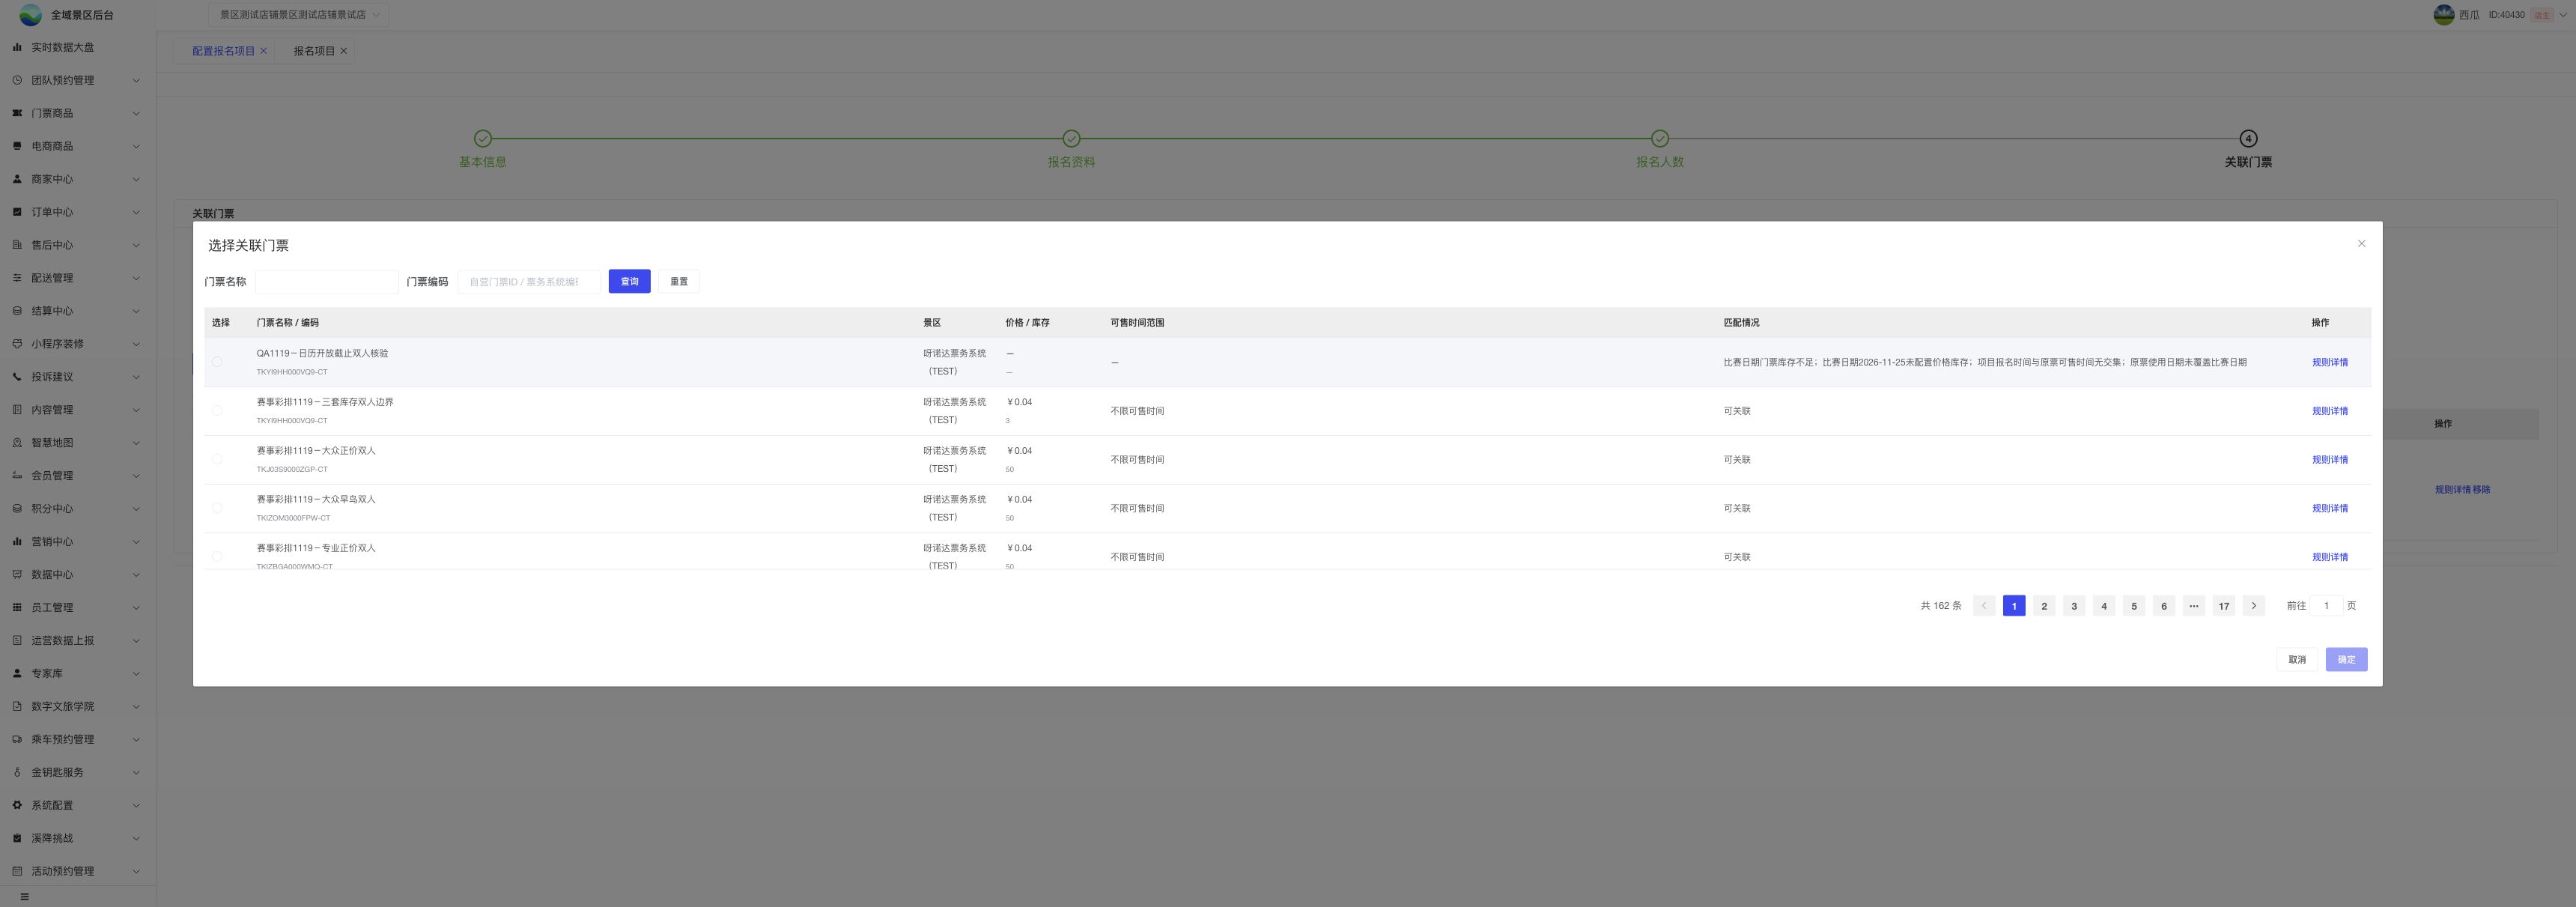 全域景区后台
景区测试店铺景区测试店铺景试店
西瓜 ID:40430 店主
实时数据大盘
团队预约管理
门票商品
电商商品
商家中心
订单中心
售后中心
配送管理
结算中心
小程序装修
投诉建议
内容管理
智慧地图
会员管理
积分中心
营销中心
数据中心
员工管理
运营数据上报
专家库
数字文旅学院
乘车预约管理
金钥匙服务
系统配置
溪降挑战
活动预约管理
配置报名项目 × 报名项目 ×
4
基本信息 报名资料 报名人数 关联门票
关联门票
操作
规则详情 移除
选择关联门票
门票名称 门票编码 自营门票ID / 票务系统编 查询 重置
选择 门票名称 / 编码 景区 价格 / 库存 可售时间范围 匹配情况 操作
QA1119－日历开放截止双人核验 呀诺达票务系统 —
TKYI9HH000VQ9-CT （TEST） — — 比赛日期门票库存不足；比赛日期2026-11-25未配置价格库存；项目报名时间与原票可售时间无交集；原票使用日期未覆盖比赛日期 规则详情
赛事彩排1119－三套库存双人边界 呀诺达票务系统 ￥0.04
TKYI9HH000VQ9-CT （TEST） 3 不限可售时间 可关联 规则详情
赛事彩排1119－大众正价双人 呀诺达票务系统 ￥0.04
TKJ03S9000ZGP-CT （TEST） 50 不限可售时间 可关联 规则详情
赛事彩排1119－大众早鸟双人 呀诺达票务系统 ￥0.04
TKIZOM3000FPW-CT （TEST） 50 不限可售时间 可关联 规则详情
赛事彩排1119－专业正价双人 呀诺达票务系统 ￥0.04
TKIZBGA000WMQ-CT （TEST） 50 不限可售时间 可关联 规则详情
共 162 条 1 2 3 4 5 6 ••• 17 前往 1 页
取消 确定